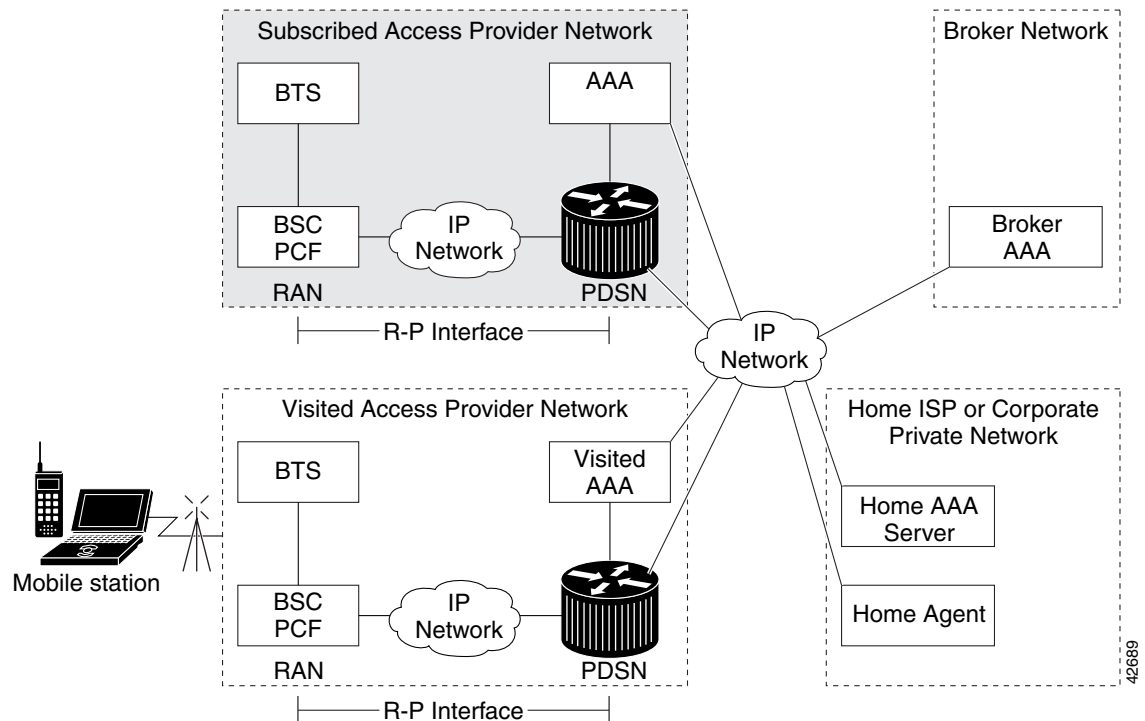 Subscribed Access Provider Network
BTS
AAA
BSC
PCF
IP
Network
RAN
PDSN
R-P Interface
Broker Network
Broker
AAA
IP
Network
Visited Access Provider Network
BTS
Visited
AAA
Mobile station
BSC
PCF
IP
Network
RAN
PDSN
R-P Interface
Home ISP or Corporate
Private Network
Home AAA
Server
Home Agent
42689